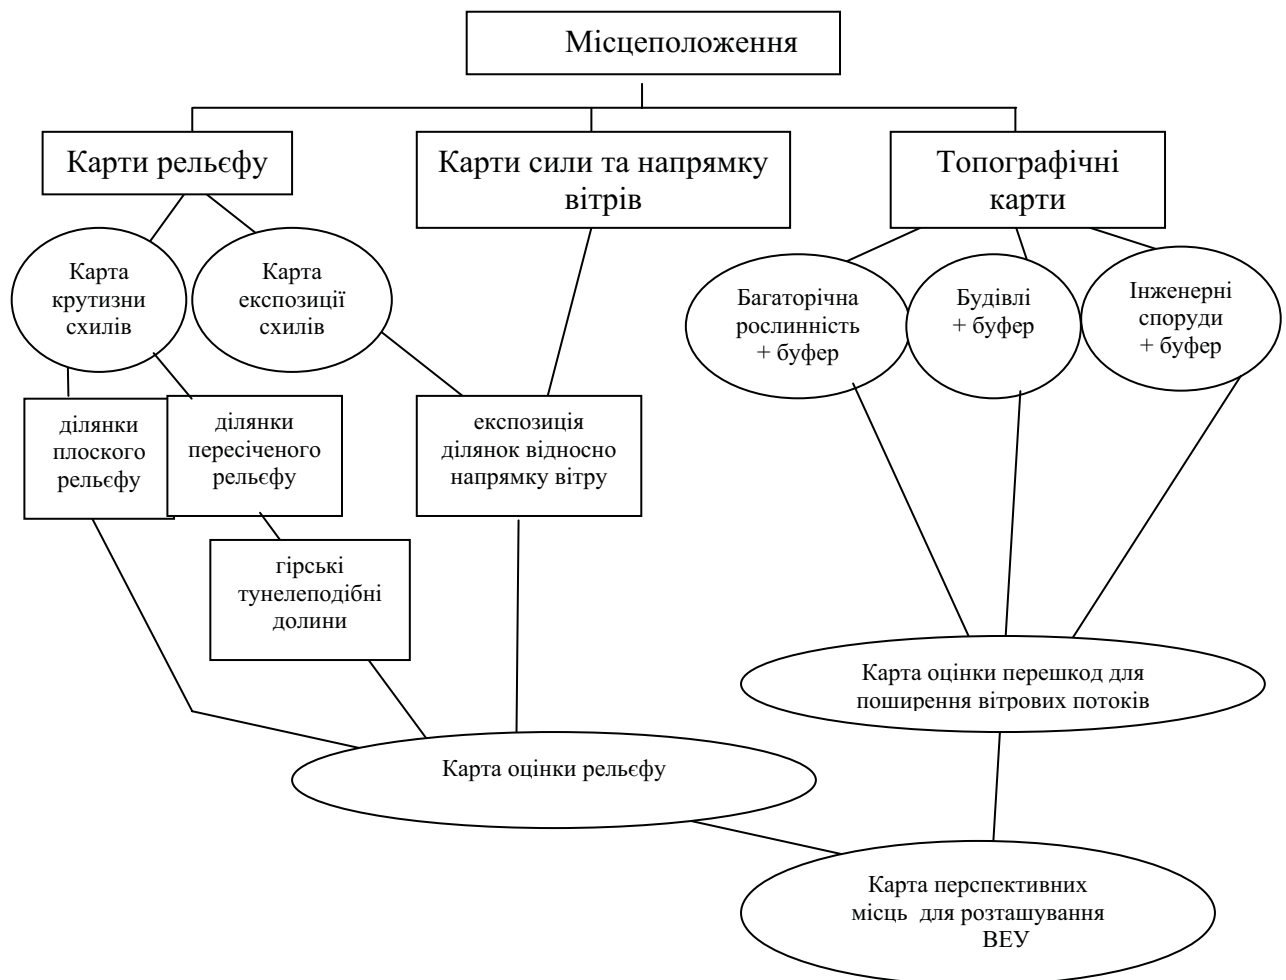 Місцеположення
Карти рельєфу
Карти сили та напрямку
вітрів
Топографічні
карти
Карта
крутизни
схилів
Карта
експозиції
схилів
Багаторічна
рослинність
+ буфер
Будівлі
+ буфер
Інженерні
споруди
+ буфер
ділянки
плоского
рельєфу
ділянки
пересіченого
рельєфу
експозиція
ділянок відносно
напрямку вітру
гірські
тунелеподібні
долини
Карта оцінки перешкод для
поширення вітрових потоків
Карта оцінки рельєфу
Карта перспективних
місць для розташування
ВЕУ